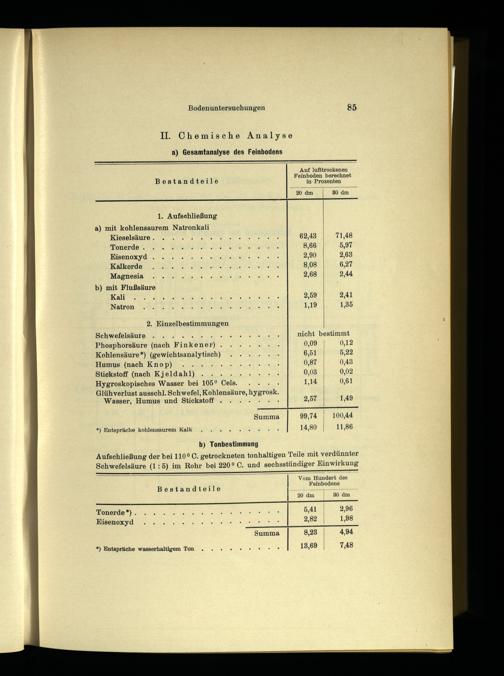 Bodenuntersuchungen 85
II. Chemische Analyse
a) Gesamtanalyse des Feinbodens
Bestandteile
Auf lufttrockenen
Feinboden berechnet
in Prozenten
20 dm 30 dm
1. Aufschließung
a) mit kohlensaurem Natronkali
Kieselsäure . . . . . . . . . . . . . 62,43 71,48
Tonerde . . . . . . . . . . . . . . 8,66 5,97
Eisenoxyd . . . . . . . . . . . . . 2,90 2,63
Kalkerde . . . . . . . . . . . . . 8,08 6,27
Magnesia . . . . . . . . . . . . . 2,68 2,44
b) mit Flußsäure
Kali . . . . . . . . . . . . . . . 2,59 2,41
Natron . . . . . . . . . . . . . . 1,19 1,35
2. Einzelbestimmungen
Schwefelsäure . . . . . . . . . . . . nicht bestimmt
Phosphorsäure (nach Finkener) . . . . . . 0,09 0,12
Kohlensäure*) (gewichtsanalytisch) . . . . . 6,51 5,22
Humus (nach Knop) . . . . . . . . . 0,87 0,43
Stickstoff (nach Kjeldahl) . . . . . . . . 0,03 0,02
Hygroskopisches Wasser bei 105° Cels. . . . . 1,14 0,61
Glühverlust ausschl. Schwefel, Kohlensäure, hygrosk.
Wasser, Humus und Stickstoff . . . . . . 2,57 1,49
Summa 99,74 100,44
*) Entspräche kohlensaurem Kalk . . . . . . . . . 14,80 11,86
b) Tonbestimmung
Aufschließung der bei 110° C. getrockneten tonhaltigen Teile mit verdünnter
Schwefelsäure (1:5) im Rohr bei 220° C. und sechsstündiger Einwirkung
Bestandteile
Vom Hundert des
Feinbodens
20 dm 30 dm
Tonerde*) . . . . . . . . . . . . . . 5,41 2,96
Eisenoxyd . . . . . . . . . . . . . 2,82 1,98
Summa 8,23 4,94
*) Entspräche wasserhaltigem Ton . . . . . . . . . 13,69 7,48